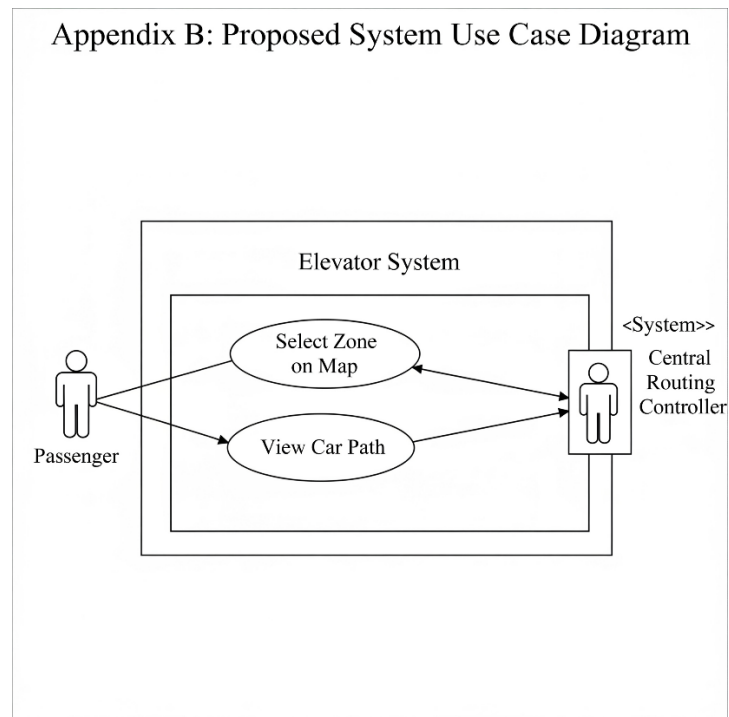 Appendix B: Proposed System Use Case Diagram
Elevator System
Select Zone
on Map
<System>>
Central
Routing
Controller
Passenger
View Car Path